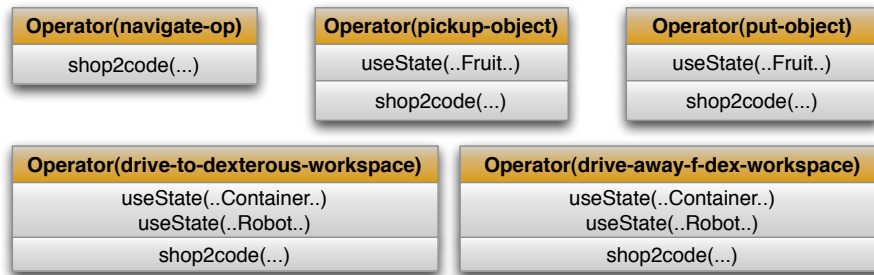 Operator(navigate-op)
shop2code(...)
Operator(pickup-object)
useState(..Fruit..)
shop2code(...)
Operator(put-object)
useState(..Fruit..)
shop2code(...)
Operator(drive-to-dexterous-workspace)
useState(..Container..)
useState(..Robot..)
shop2code(...)
Operator(drive-away-f-dex-workspace)
useState(..Container..)
useState(..Robot..)
shop2code(...)